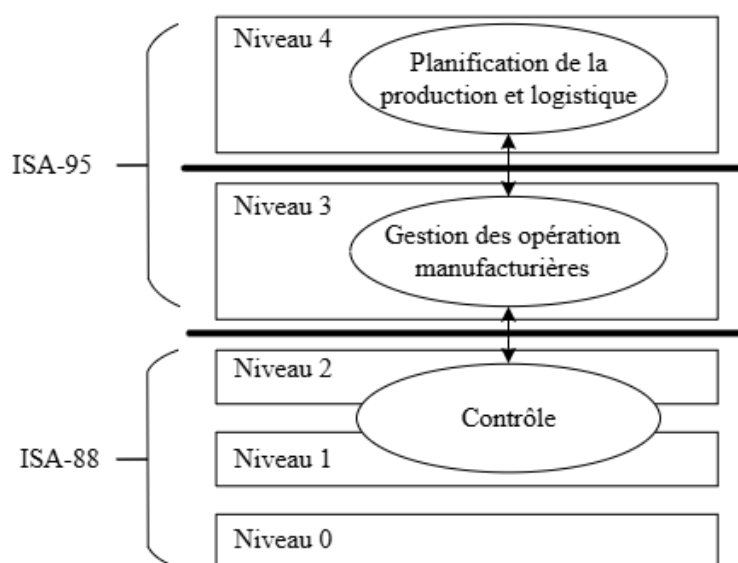 Niveau 4
Planification de la
production et logistique
ISA-95
Niveau 3
Gestion des opération
manufacturières
Niveau 2
Contrôle
ISA-88
Niveau 1
Niveau 0